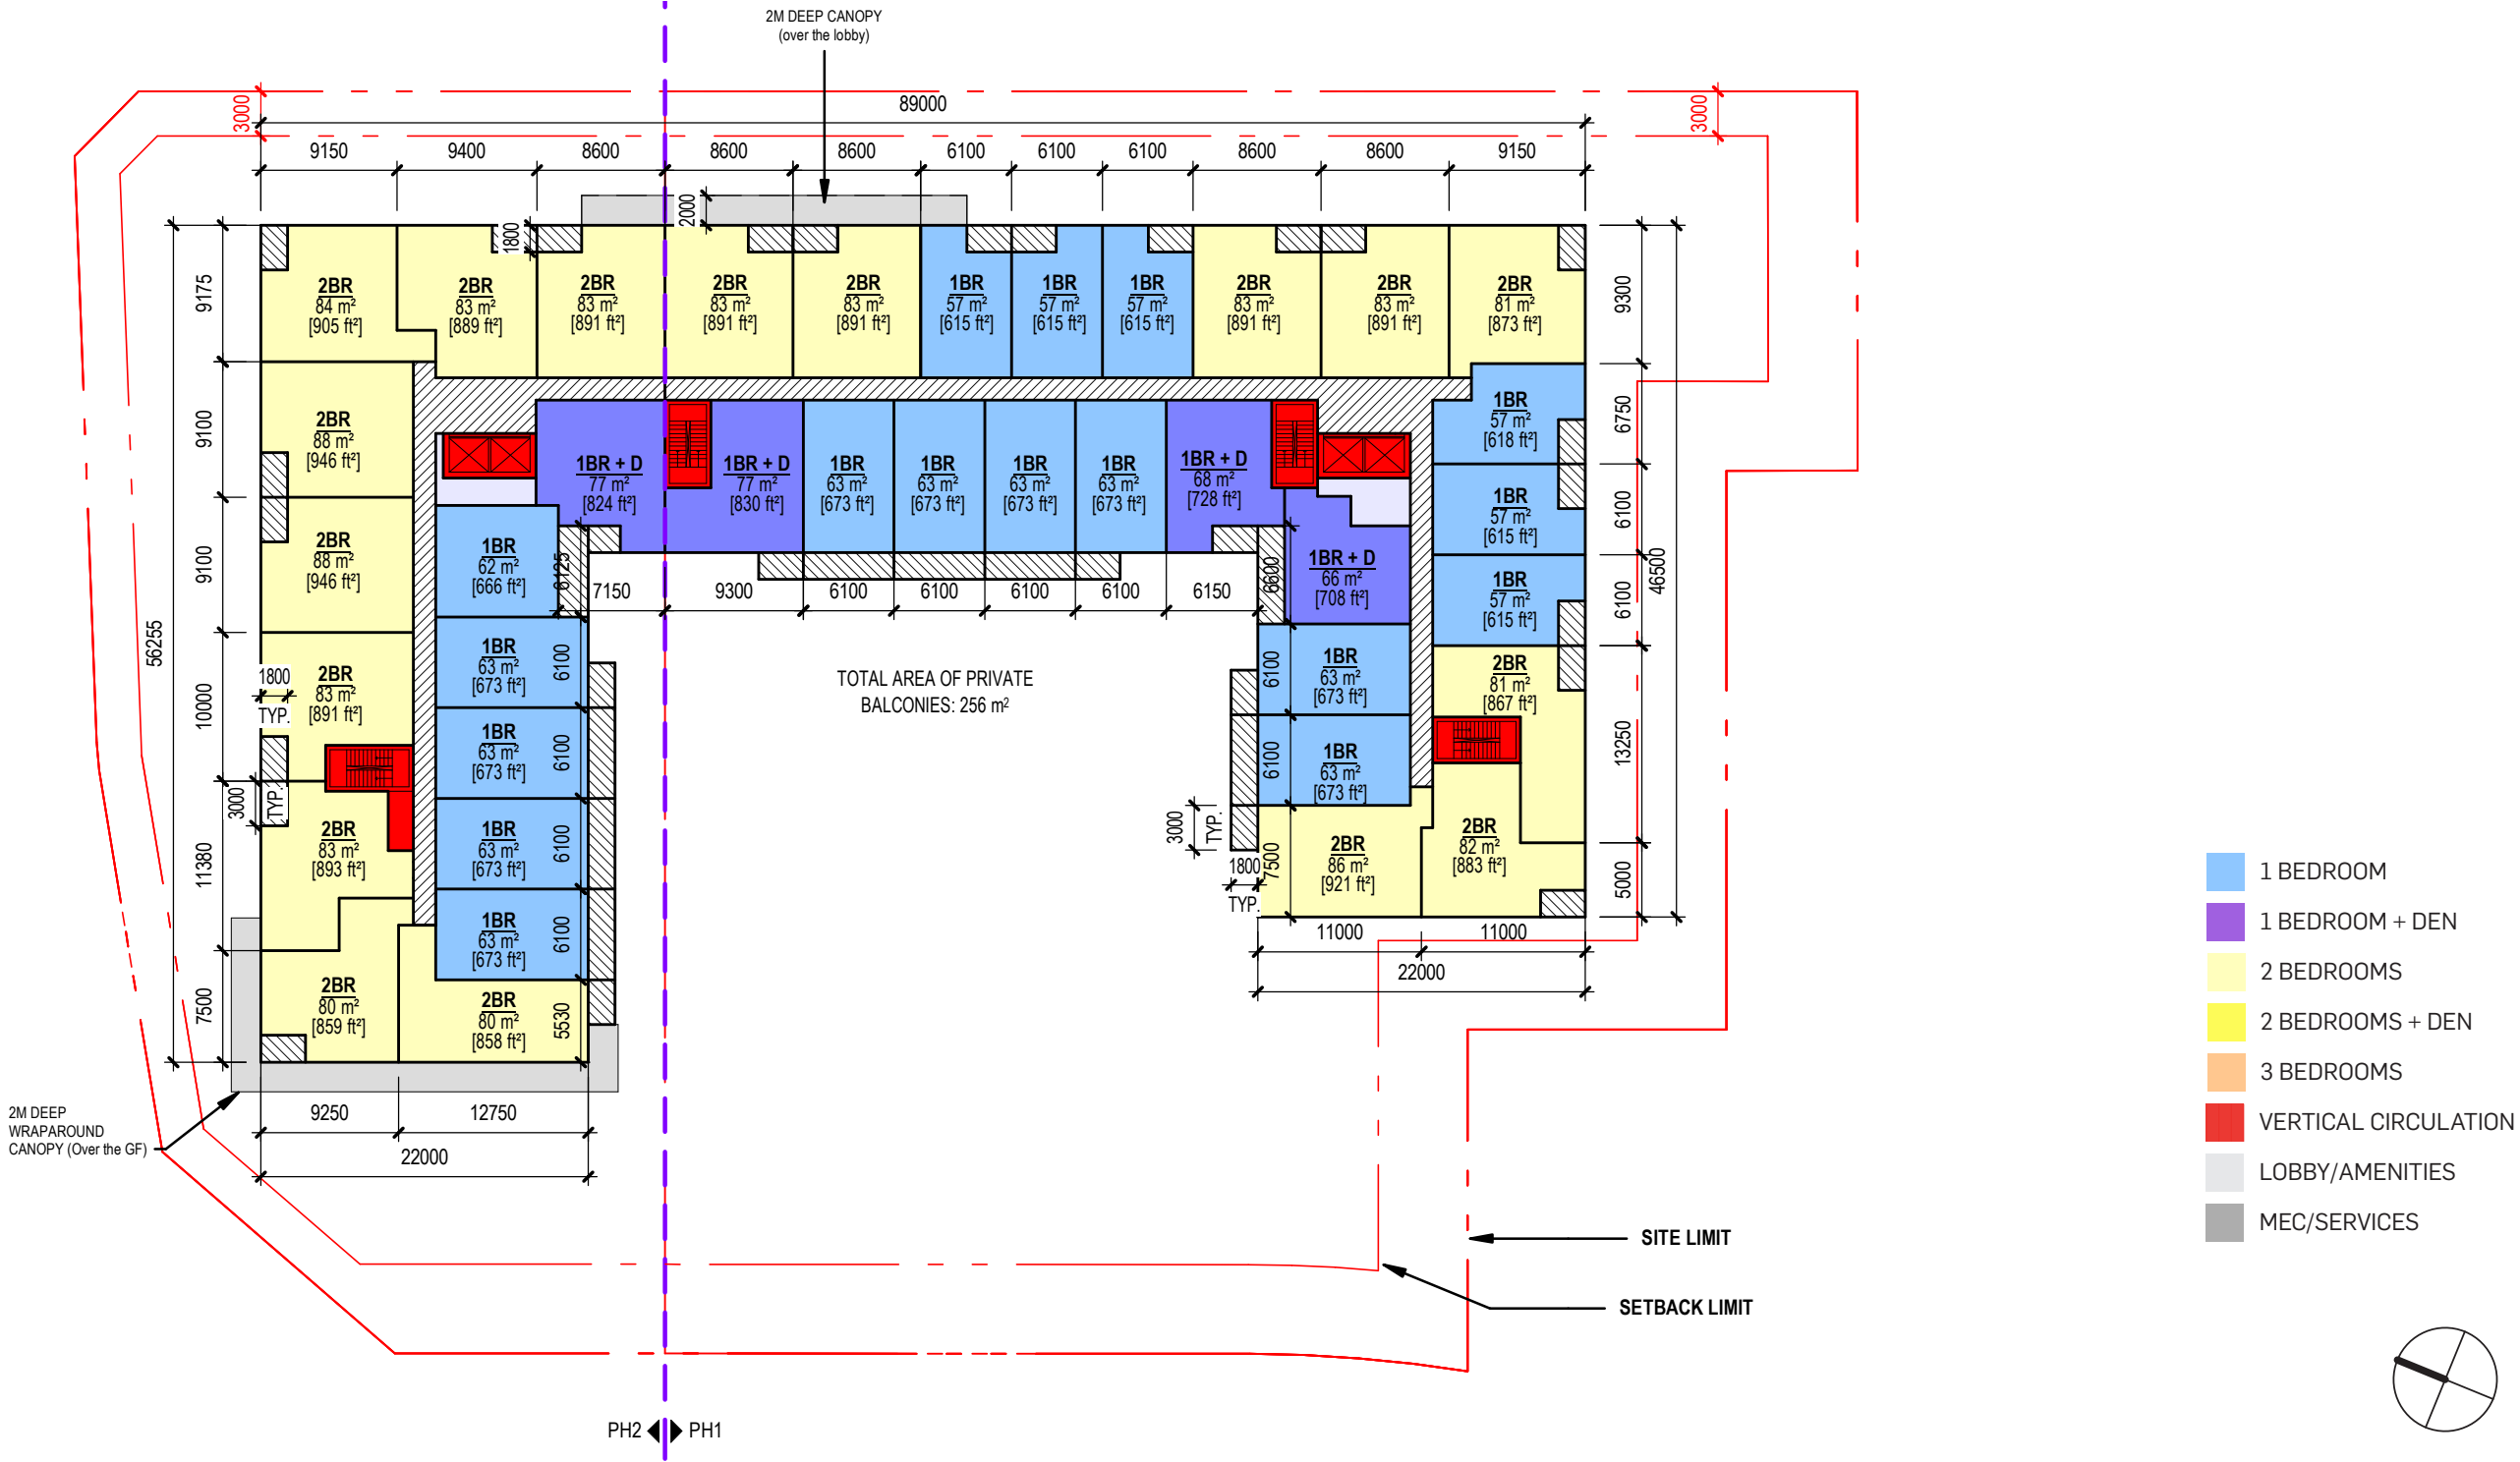 2M DEEP CANOPY
(over the lobby)
3000
89000
3000
9150
9400
8600
8600
8600
6100
6100
6100
8600
8600
9150
2000
1800
2BR
84 m²
[905 ft²]
2BR
83 m²
[889 ft²]
2BR
83 m²
[891 ft²]
2BR
83 m²
[891 ft²]
2BR
83 m²
[891 ft²]
1BR
57 m²
[615 ft²]
1BR
57 m²
[615 ft²]
1BR
57 m²
[615 ft²]
2BR
83 m²
[891 ft²]
2BR
83 m²
[891 ft²]
2BR
81 m²
[873 ft²]
9175
9100
9100
56255
10000
11380
7500
9300
6750
6100
6100
46500
13250
5000
2BR
88 m²
[946 ft²]
2BR
88 m²
[946 ft²]
2BR
83 m²
[891 ft²]
1800
TYP.
3000
TYP.
2BR
83 m²
[893 ft²]
2BR
80 m²
[859 ft²]
2BR
80 m²
[858 ft²]
1BR + D
77 m²
[824 ft²]
1BR + D
77 m²
[830 ft²]
1BR
63 m²
[673 ft²]
1BR
63 m²
[673 ft²]
1BR
63 m²
[673 ft²]
1BR
63 m²
[673 ft²]
1BR + D
68 m²
[728 ft²]
1BR + D
66 m²
[708 ft²]
1BR
57 m²
[618 ft²]
1BR
57 m²
[615 ft²]
1BR
57 m²
[615 ft²]
1BR
62 m²
[666 ft²]
6125
1BR
63 m²
[673 ft²]
6100
1BR
63 m²
[673 ft²]
6100
1BR
63 m²
[673 ft²]
6100
1BR
63 m²
[673 ft²]
6100
5530
7150
9300
6100
6100
6100
6100
6150
6600
TOTAL AREA OF PRIVATE
BALCONIES: 256 m²
6100
1BR
63 m²
[673 ft²]
6100
1BR
63 m²
[673 ft²]
2BR
81 m²
[867 ft²]
3000
TYP.
1800
TYP.
7500
2BR
86 m²
[921 ft²]
2BR
82 m²
[883 ft²]
11000
11000
22000
2M DEEP
WRAPAROUND
CANOPY (Over the GF)
9250
12750
22000
1 BEDROOM
1 BEDROOM + DEN
2 BEDROOMS
2 BEDROOMS + DEN
3 BEDROOMS
VERTICAL CIRCULATION
LOBBY/AMENITIES
MEC/SERVICES
SITE LIMIT
SETBACK LIMIT
PH2
PH1